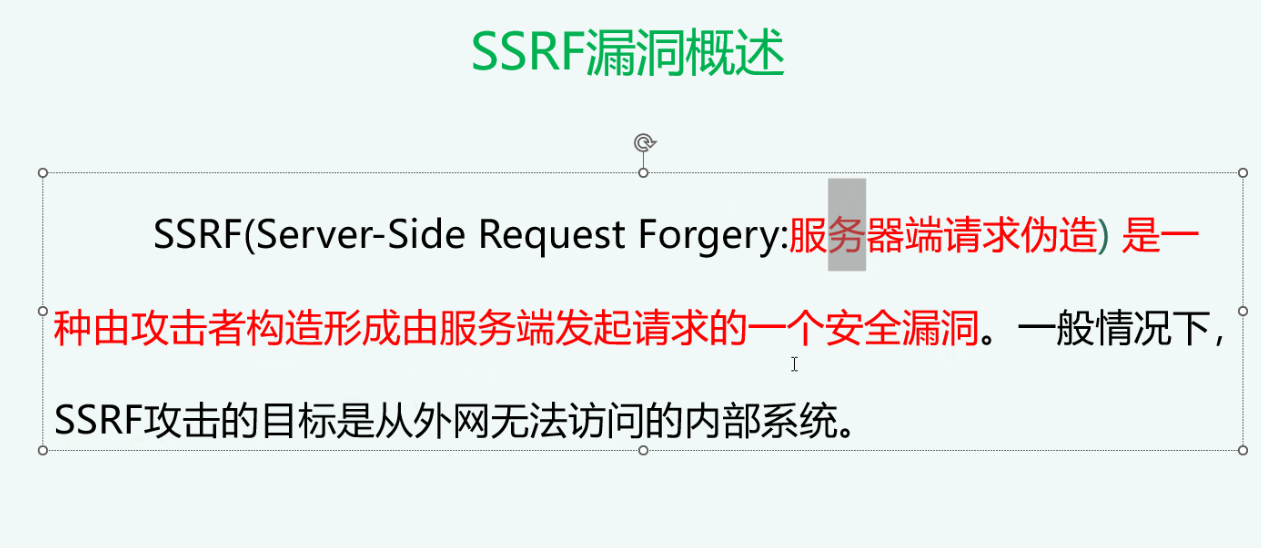 SSRF漏洞概述
SSRF(Server-Side Request Forgery:服务器端请求伪造) 是一
种由攻击者构造形成由服务端发起请求的一个安全漏洞。一般情况下，
SSRF攻击的目标是从外网无法访问的内部系统。